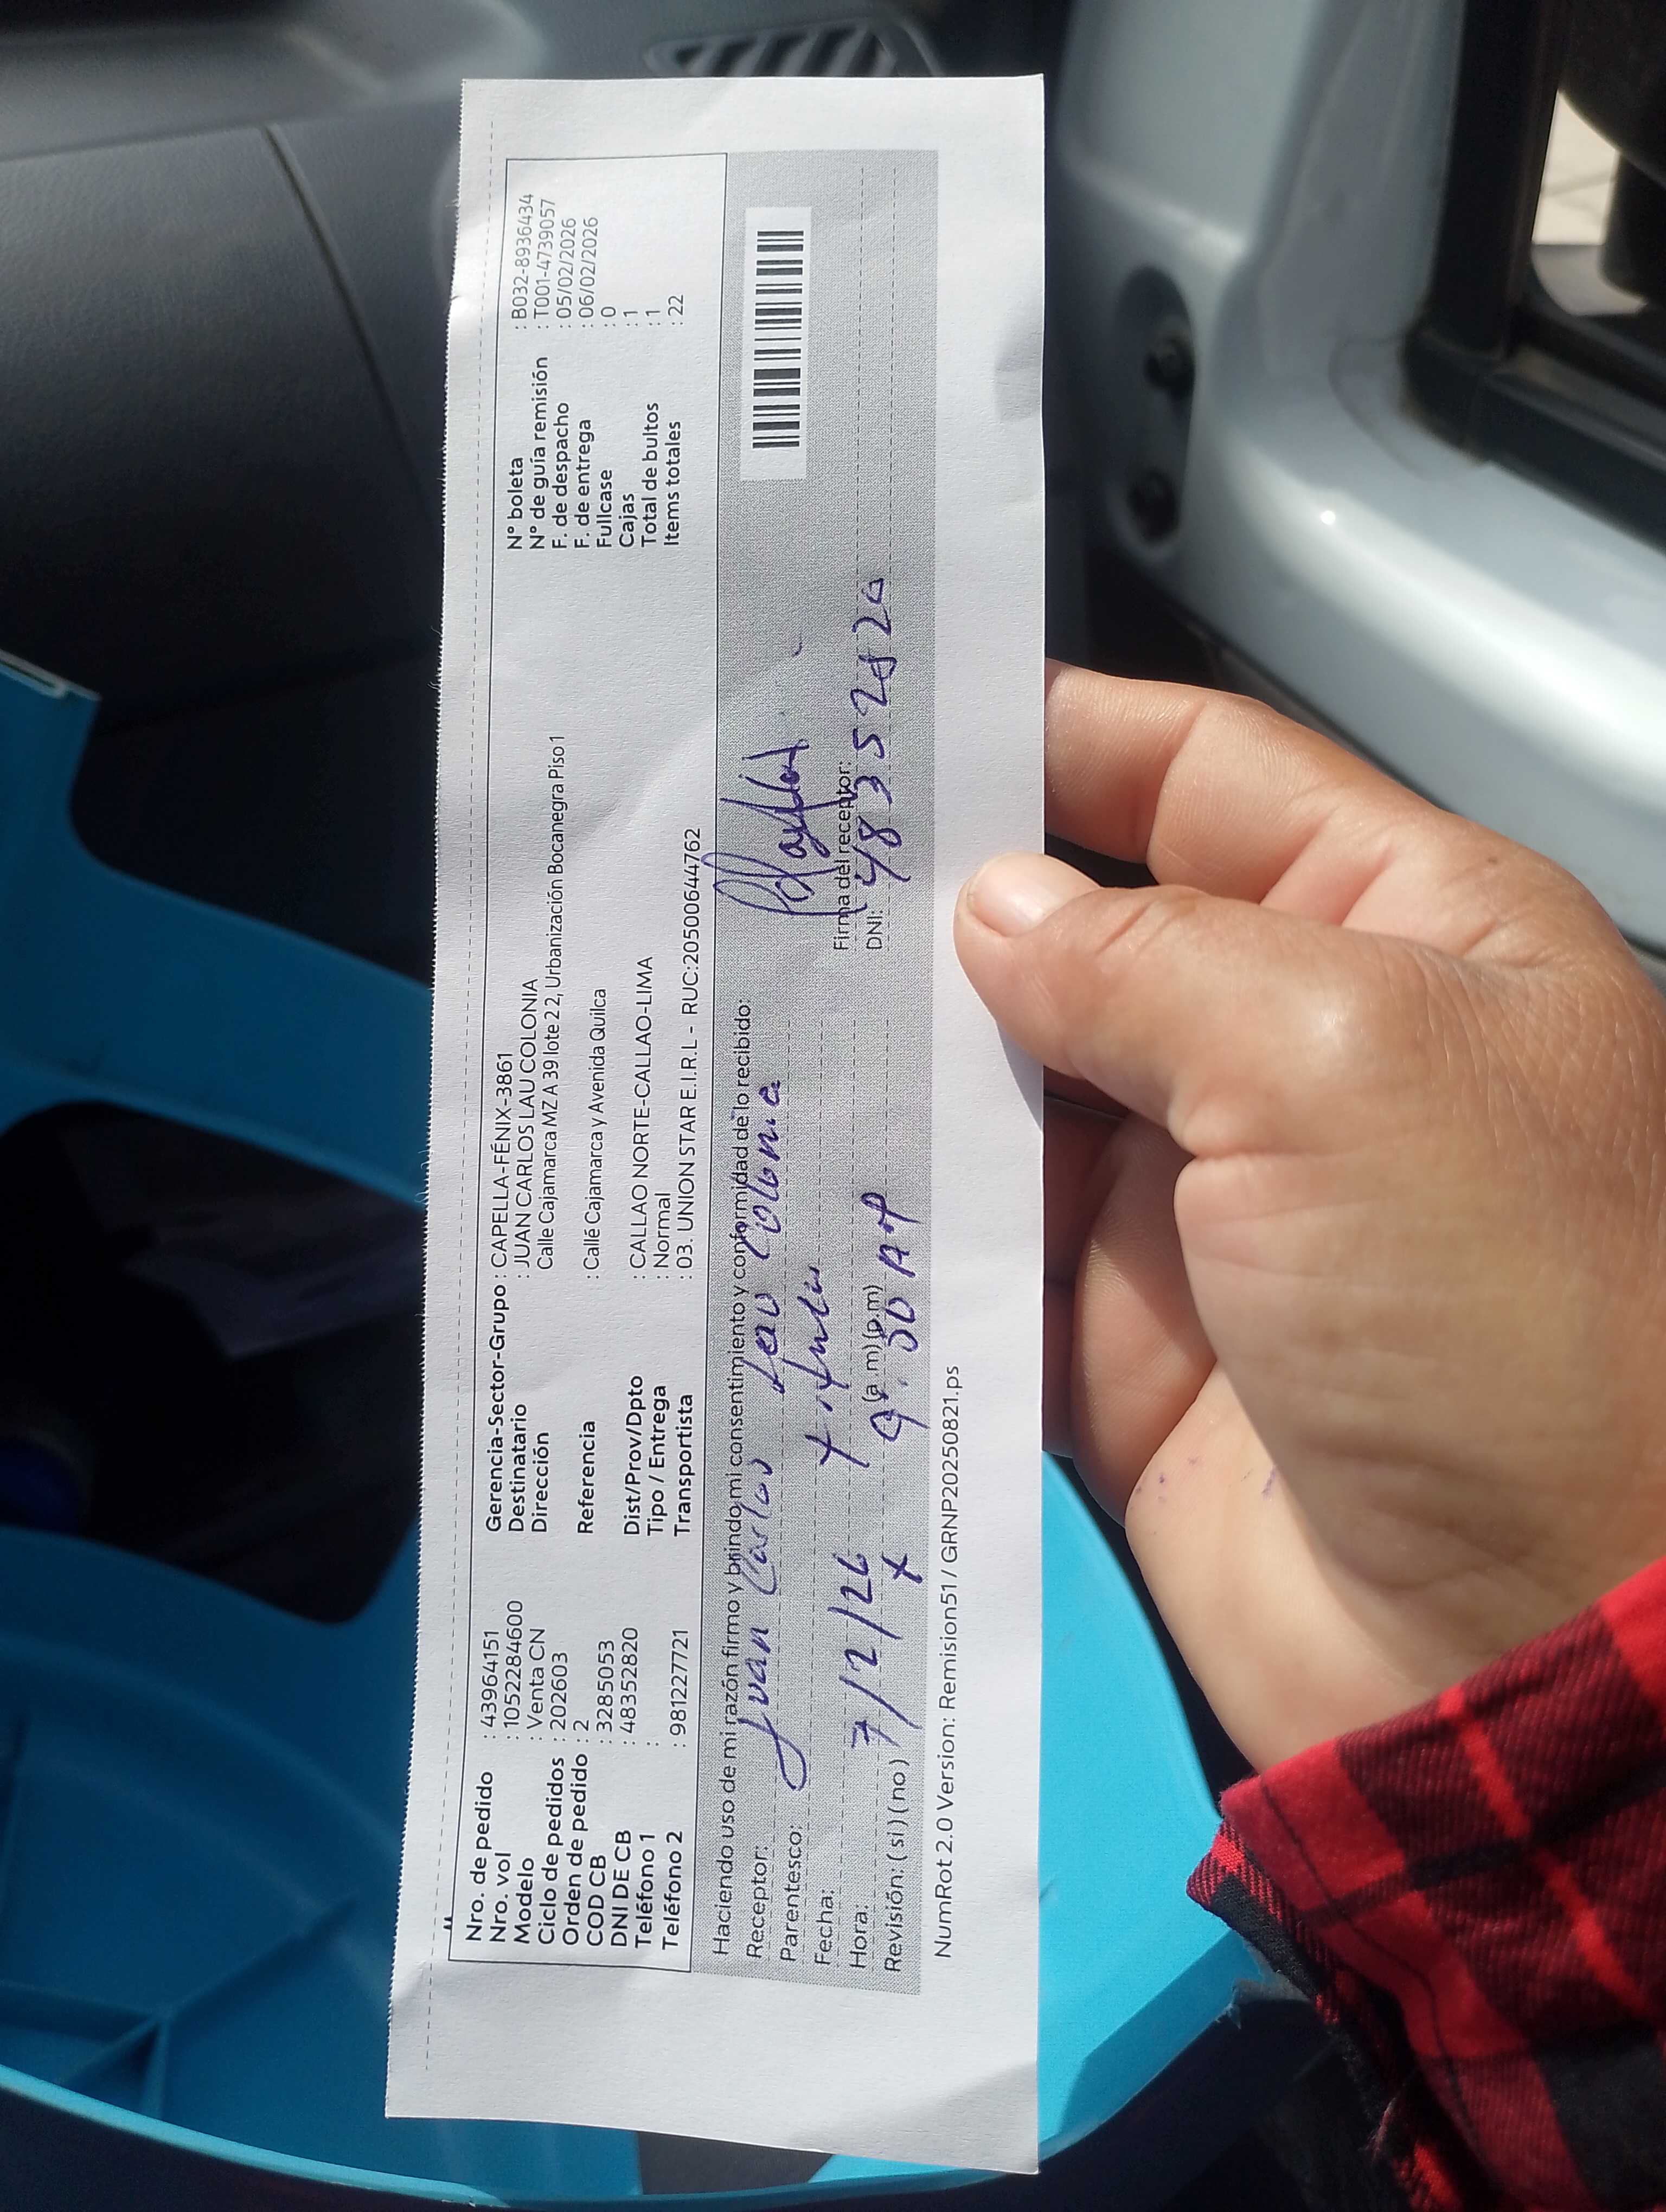 Nro. de pedido : 43964151
Nro. vol : 10522284600
Modelo : Venta CN
Ciclo de pedidos : 202603
Orden de pedido : 2
COD CB : 3285053
DNI DE CB : 48352820
Teléfono 1 :
Teléfono 2 : 981227721
Gerencia-Sector-Grupo : CAPELLA-FÉNIX-3861
Destinatario : JUAN CARLOS LAU COLONIA
Dirección Calle Cajamarca MZ A 39 lote 2 2, Urbanización Bocanegra Piso 1
Referencia : Callé Cajamarca y Avenida Quilca
Dist/Prov/Dpto : CALLAO NORTE-CALLAO-LIMA
Tipo / Entrega : Normal
Transportista : 03. UNION STAR E.I.R.L - RUC:20500644762
N° boleta : B032-8936434
N° de guía remisión : T001-4739057
F. de despacho : 05/02/2026
F. de entrega : 06/02/2026
Fullcase : 0
Cajas : 1
Total de bultos : 1
Items totales : 22
Haciendo uso de mi razón firmo y brindo mi consentimiento y conformidad de lo recibido:
Receptor: Juan Carlos Lau Colonia
Parentesco:
Fecha: 7/2/26
Hora: (a.m) (p.m) 9:
Revisión: ( si ) ( no ) X
Firma del receptor:
DNI: 48352820
NumRot 2.0 Version: Remision51 / GRNP20250821.ps